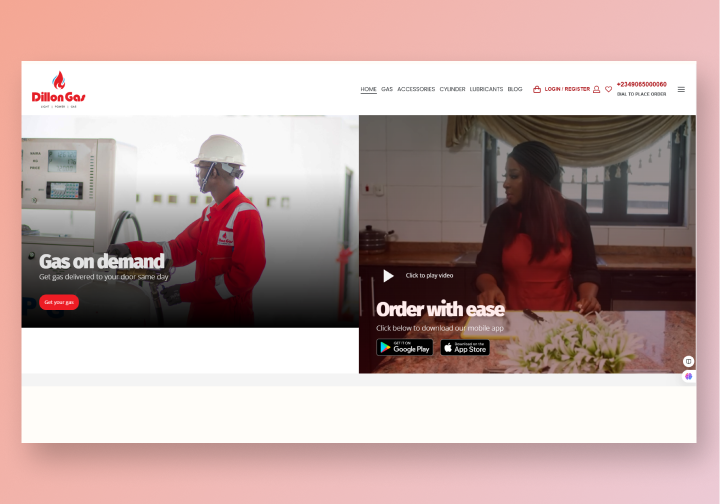 Dillon Gas
LIGHT | POWER | GAS
HOME GAS ACCESSORIES CYLINDER LUBRICANTS BLOG
LOGIN / REGISTER
+2349065000060
DIAL TO PLACE ORDER
Gas on demand
Get gas delivered to your door same day
Get your gas
Click to play video
Order with ease
Click below to download our mobile app
GET IT ON
Google Play
Download on the
App Store